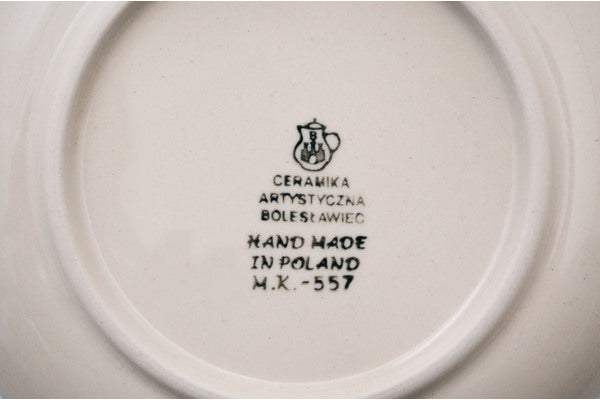 B
CERAMIKA
ARTYSTYCZNA
BOLESŁAWIEC
HAND MADE
IN POLAND
M.K.-557